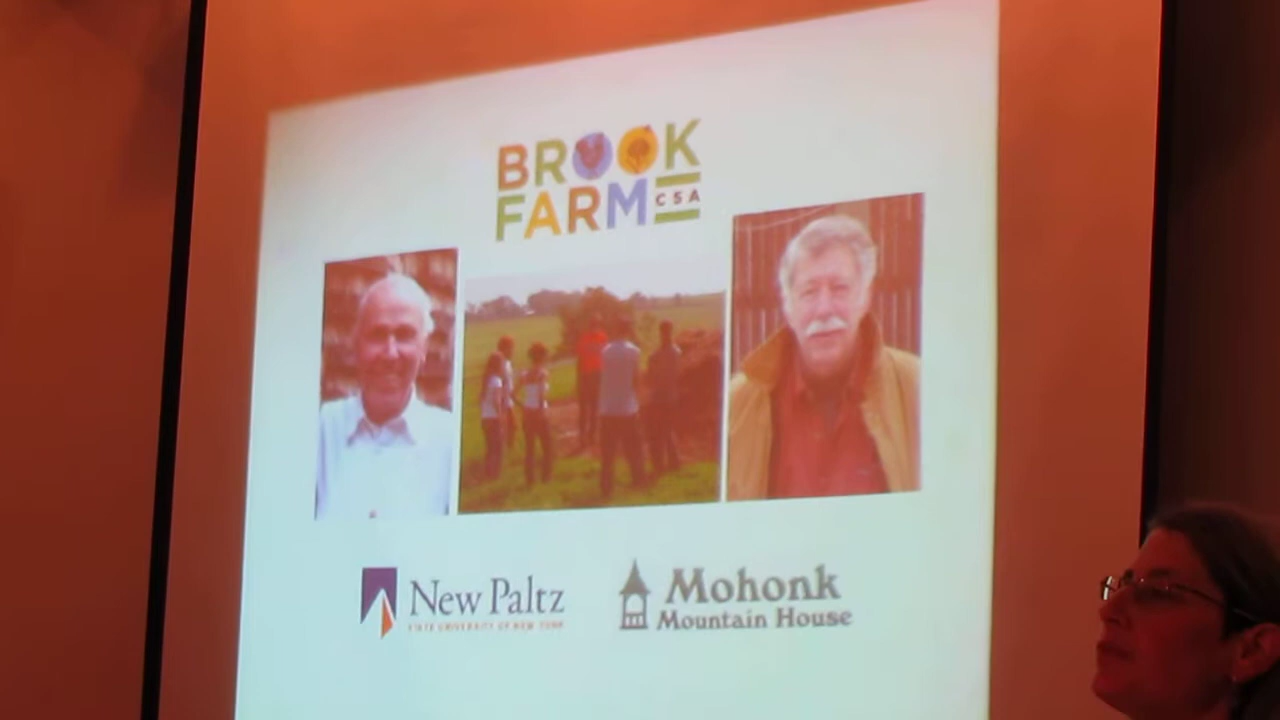 BROOK
FARM CSA
New Paltz
STATE UNIVERSITY OF NEW YORK
Mohonk
Mountain House